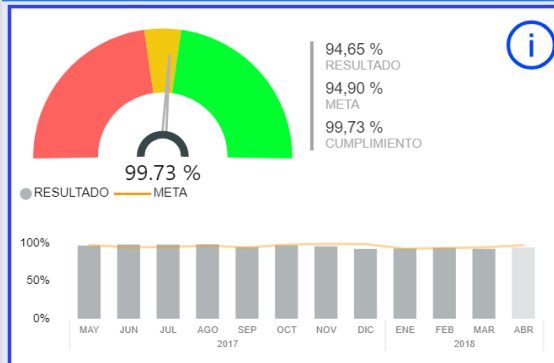 94,65 %
RESULTADO
94,90 %
META
99,73 %
CUMPLIMIENTO
i
99.73 %
RESULTADO META
100%
50%
0%
MAY JUN JUL AGO SEP OCT NOV DIC ENE FEB MAR ABR
2017 2018